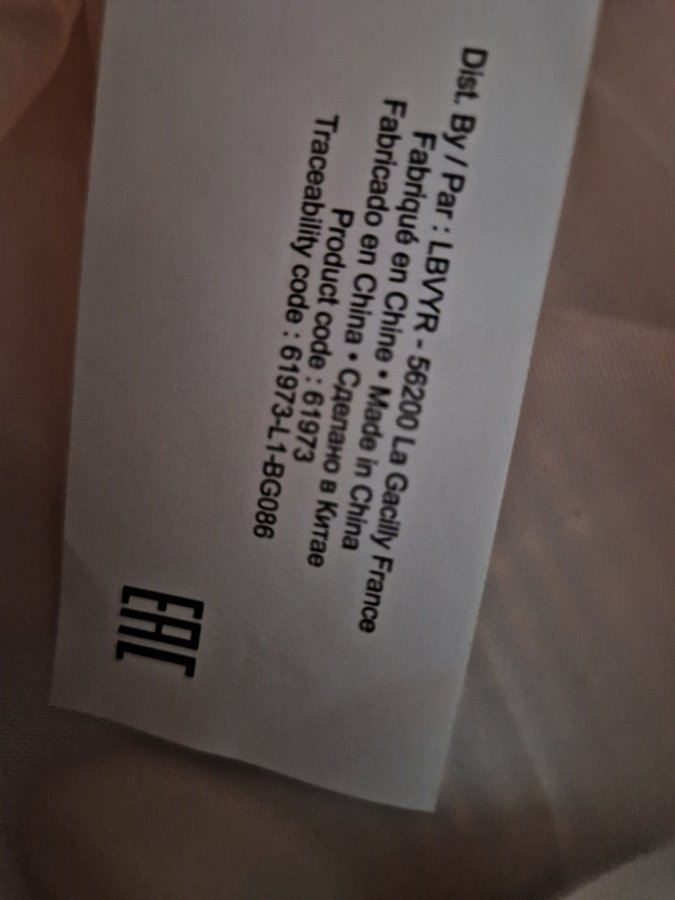 Dist. By / Par : LBVYR - 56200 La Gacilly France
Fabriqué en Chine • Made in China
Fabricado en China • Сделано в Китае
Product code : 61973
Traceability code : 61973-L1-BG086
EAC